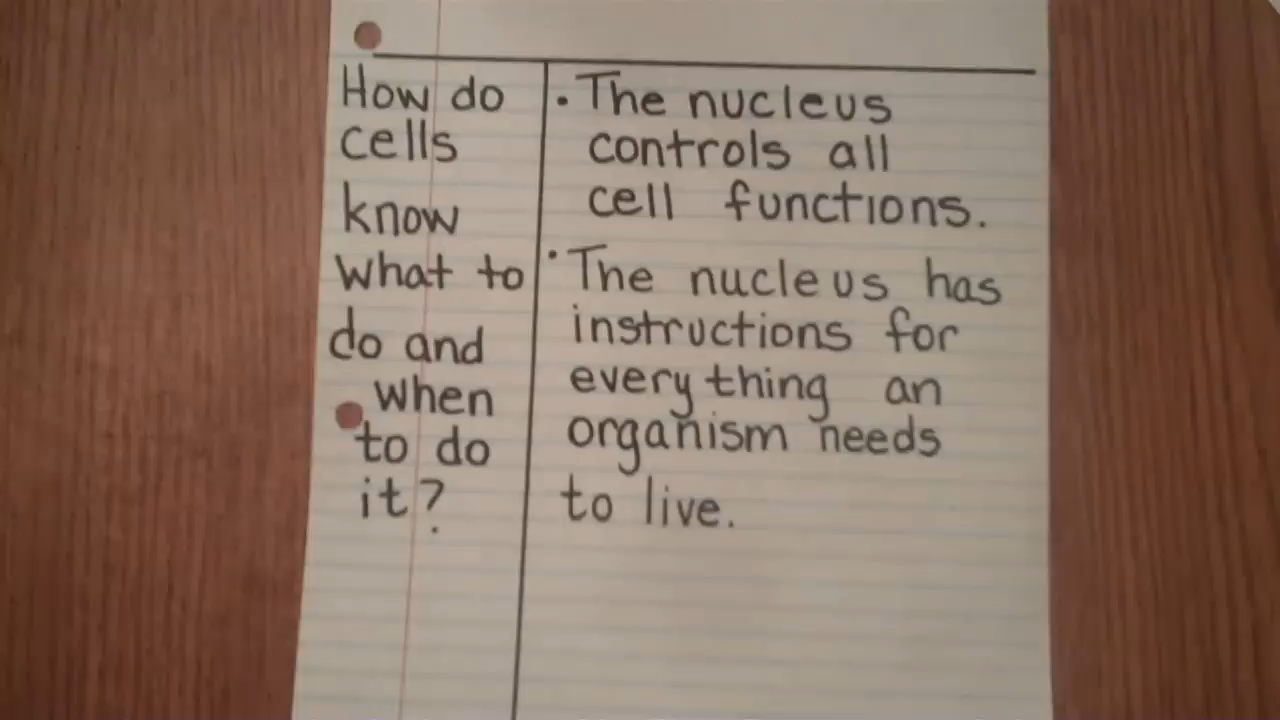 How do
cells
know
what to
do and
when
to do
it?
• The nucleus
controls all
cell functions.
• The nucleus has
instructions for
everything an
organism needs
to live.